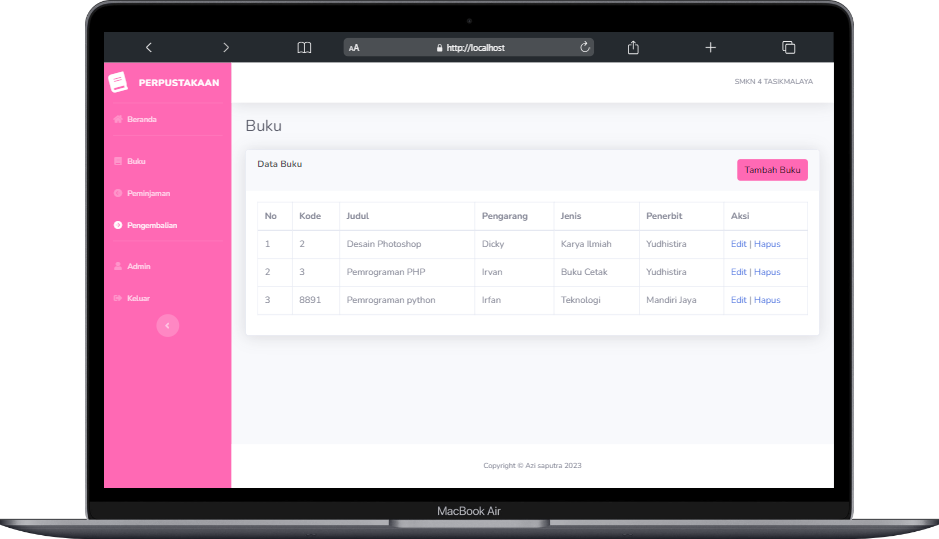 AA http://localhost
PERPUSTAKAAN
SMKN 4 TASIKMALAYA
Beranda
Buku
Peminjaman
Pengembalian
Admin
Keluar
Buku
Data Buku
Tambah Buku
No Kode Judul Pengarang Jenis Penerbit Aksi
1 2 Desain Photoshop Dicky Karya Ilmiah Yudhistira Edit | Hapus
2 3 Pemrograman PHP Irvan Buku Cetak Yudhistira Edit | Hapus
3 8891 Pemrograman python Irfan Teknologi Mandiri Jaya Edit | Hapus
Copyright © Azi saputra 2023
MacBook Air